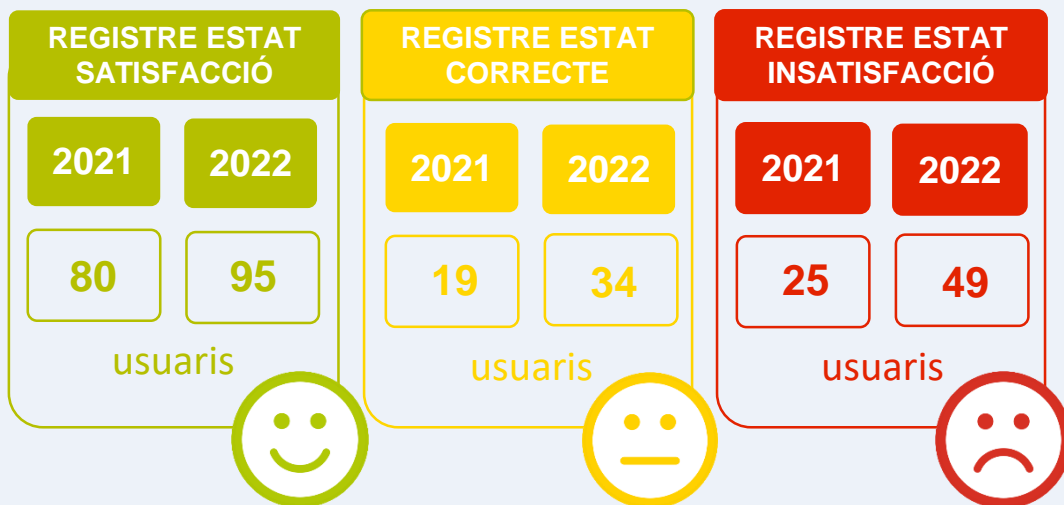 REGISTRE ESTAT
SATISFACCIÓ
2021 2022
80 95
usuaris
REGISTRE ESTAT
CORRECTE
2021 2022
19 34
usuaris
REGISTRE ESTAT
INSATISFACCIÓ
2021 2022
25 49
usuaris